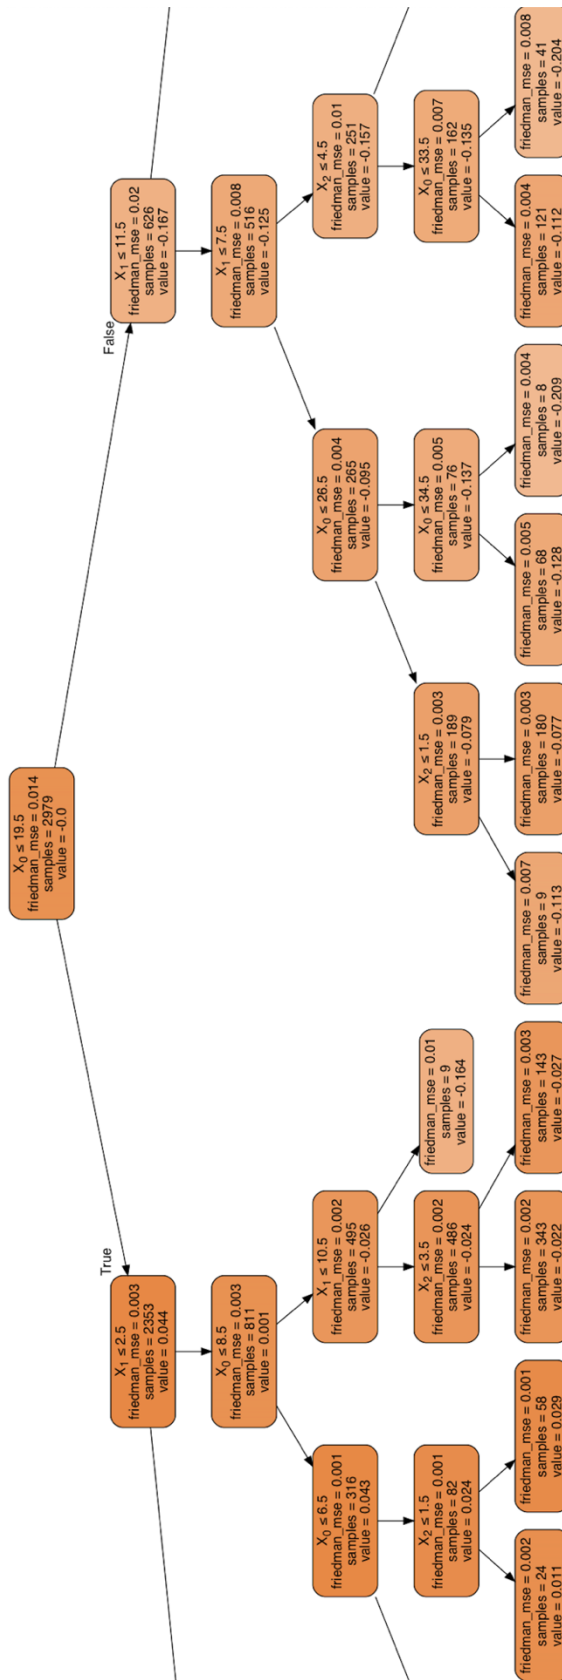 X₀ ≤ 19.5
friedman_mse = 0.014
samples = 2979
value = -0.0
True
False
X₁ ≤ 2.5
friedman_mse = 0.003
samples = 2353
value = 0.044
X₁ ≤ 11.5
friedman_mse = 0.02
samples = 626
value = -0.167
X₀ ≤ 8.5
friedman_mse = 0.003
samples = 811
value = 0.001
X₁ ≤ 7.5
friedman_mse = 0.008
samples = 516
value = -0.125
X₀ ≤ 6.5
friedman_mse = 0.001
samples = 316
value = 0.043
X₁ ≤ 10.5
friedman_mse = 0.002
samples = 495
value = -0.026
X₀ ≤ 26.5
friedman_mse = 0.004
samples = 265
value = -0.095
X₂ ≤ 4.5
friedman_mse = 0.01
samples = 251
value = -0.157
X₂ ≤ 1.5
friedman_mse = 0.001
samples = 82
value = 0.024
X₂ ≤ 3.5
friedman_mse = 0.002
samples = 486
value = -0.024
friedman_mse = 0.01
samples = 9
value = -0.164
X₂ ≤ 1.5
friedman_mse = 0.003
samples = 189
value = -0.079
X₀ ≤ 34.5
friedman_mse = 0.005
samples = 76
value = -0.137
X₀ ≤ 33.5
friedman_mse = 0.007
samples = 162
value = -0.135
friedman_mse = 0.002
samples = 24
value = 0.011
friedman_mse = 0.001
samples = 58
value = 0.029
friedman_mse = 0.002
samples = 343
value = -0.022
friedman_mse = 0.003
samples = 143
value = -0.027
friedman_mse = 0.007
samples = 9
value = -0.113
friedman_mse = 0.003
samples = 180
value = -0.077
friedman_mse = 0.005
samples = 68
value = -0.128
friedman_mse = 0.004
samples = 8
value = -0.209
friedman_mse = 0.004
samples = 121
value = -0.112
friedman_mse = 0.008
samples = 41
value = -0.204